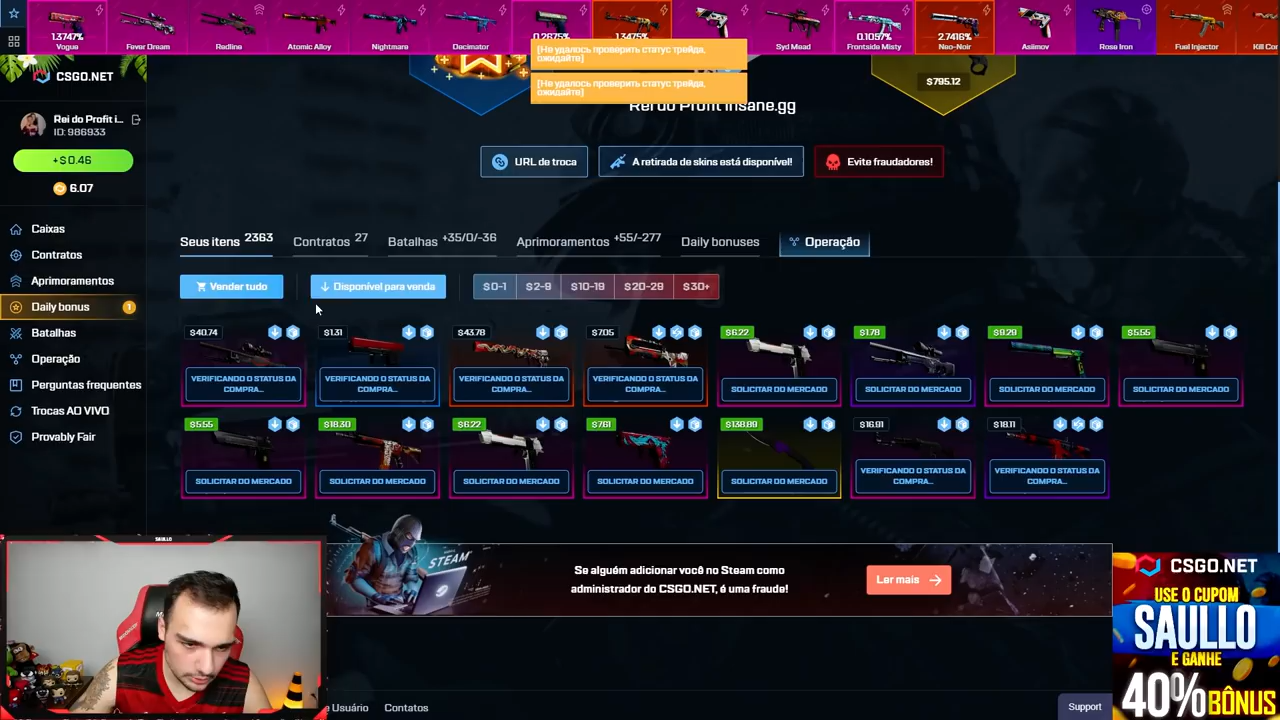 1.3747%
Vogue
Fever Dream
Redline
Atomic Alloy
Nightmare
Decimator
0.2675%
1.3475%
Syd Mead
0.1057%
Frontside Misty
2.7416%
Neo-Noir
Asiimov
Rose Iron
Fuel Injector
[Не удалось проверить статус трейда,
ожидайте]
[Не удалось проверить статус трейда,
ожидайте]
CSGO.NET
$795.12
Rei do Profit insane.gg
Rei do Profit i...
ID: 986933
+$0.46
6.07
URL de troca
A retirada de skins está disponível!
Evite fraudadores!
Caixas
Contratos
Aprimoramentos
Daily bonus 1
Batalhas
Operação
Perguntas frequentes
Trocas AO VIVO
Provably Fair
Seus itens 2363
Contratos 27
Batalhas +35/0/-36
Aprimoramentos +55/-277
Daily bonuses
Operação
Vender tudo
Disponível para venda
$0-1
$2-9
$10-19
$20-29
$30+
$40.74
VERIFICANDO O STATUS DA
COMPRA...
$1.31
VERIFICANDO O STATUS DA
COMPRA...
$43.78
VERIFICANDO O STATUS DA
COMPRA...
$7.05
VERIFICANDO O STATUS DA
COMPRA...
$6.22
SOLICITAR DO MERCADO
$1.78
SOLICITAR DO MERCADO
$9.29
SOLICITAR DO MERCADO
$5.55
SOLICITAR DO MERCADO
$5.55
SOLICITAR DO MERCADO
$18.30
SOLICITAR DO MERCADO
$6.22
SOLICITAR DO MERCADO
$7.61
SOLICITAR DO MERCADO
$138.89
SOLICITAR DO MERCADO
$16.91
VERIFICANDO O STATUS DA
COMPRA...
$18.11
VERIFICANDO O STATUS DA
COMPRA...
STEAM
Se alguém adicionar você no Steam como
administrador do CSGO.NET, é uma fraude!
Ler mais
SAULLO
CSGO.NET
USE O CUPOM
SAULLO
E GANHE
40% BÔNUS
Usuário
Contatos
Support